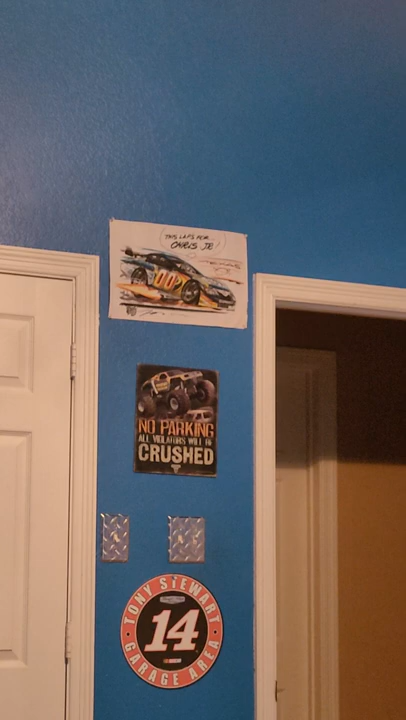 THIS LAPS FOR...
CHRIS JR!
00
NO PARKING
ALL VIOLATORS WILL BE
CRUSHED
TONY STEWART
14
GARAGE AREA